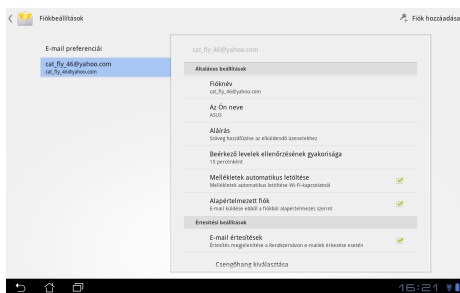 Fiókbeállítások
Fiók hozzáadása
E-mail preferenciái
cat_fly_46@yahoo.com
cat_fly_46@yahoo.com
cat_fly_46@yahoo.com
Általános beállítások
Fióknév
cat_fly_46@yahoo.com
Az Ön neve
ASUS
Aláírás
Szöveg hozzáfűzése az elküldendő üzenetekhez
Beérkező levelek ellenőrzésének gyakorisága
15 percenként
Mellékletek automatikus letöltése
Mellékletek automatikus letöltése Wi-Fi-kapcsolatnál
Alapértelmezett fiók
E-mail küldése ebből a fiókból alapértelmezés szerint
Értesítési beállítások
E-mail értesítések
Értesítés megjelenítése a Rendszersávon e-mailek érkezése esetén
Csengőhang kiválasztása
16:21